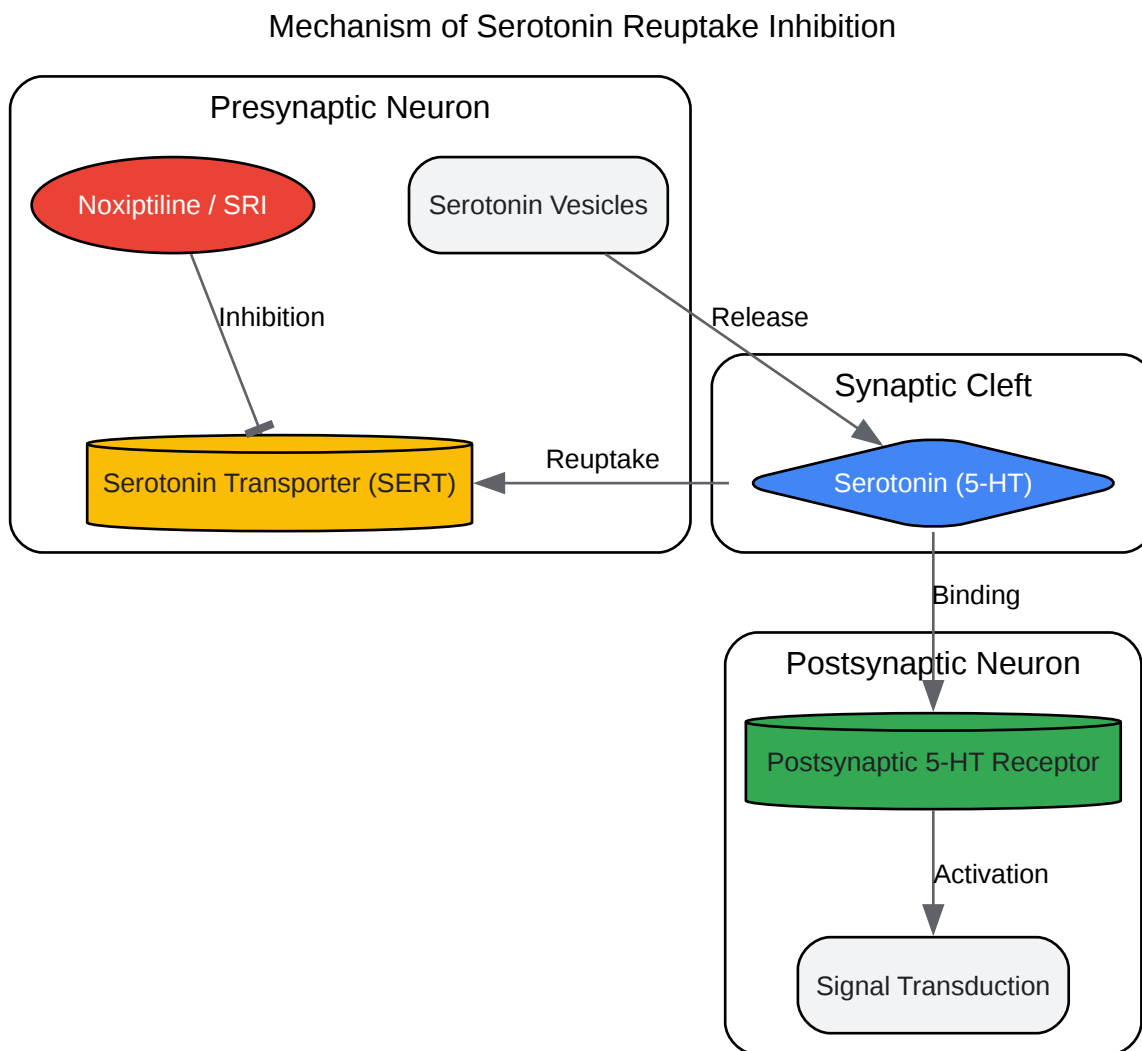 Mechanism of Serotonin Reuptake Inhibition
Presynaptic Neuron
Noxiptiline / SRI
Serotonin Vesicles
Inhibition
Release
Synaptic Cleft
Serotonin Transporter (SERT)
Reuptake
Serotonin (5-HT)
Binding
Postsynaptic Neuron
Postsynaptic 5-HT Receptor
Activation
Signal Transduction